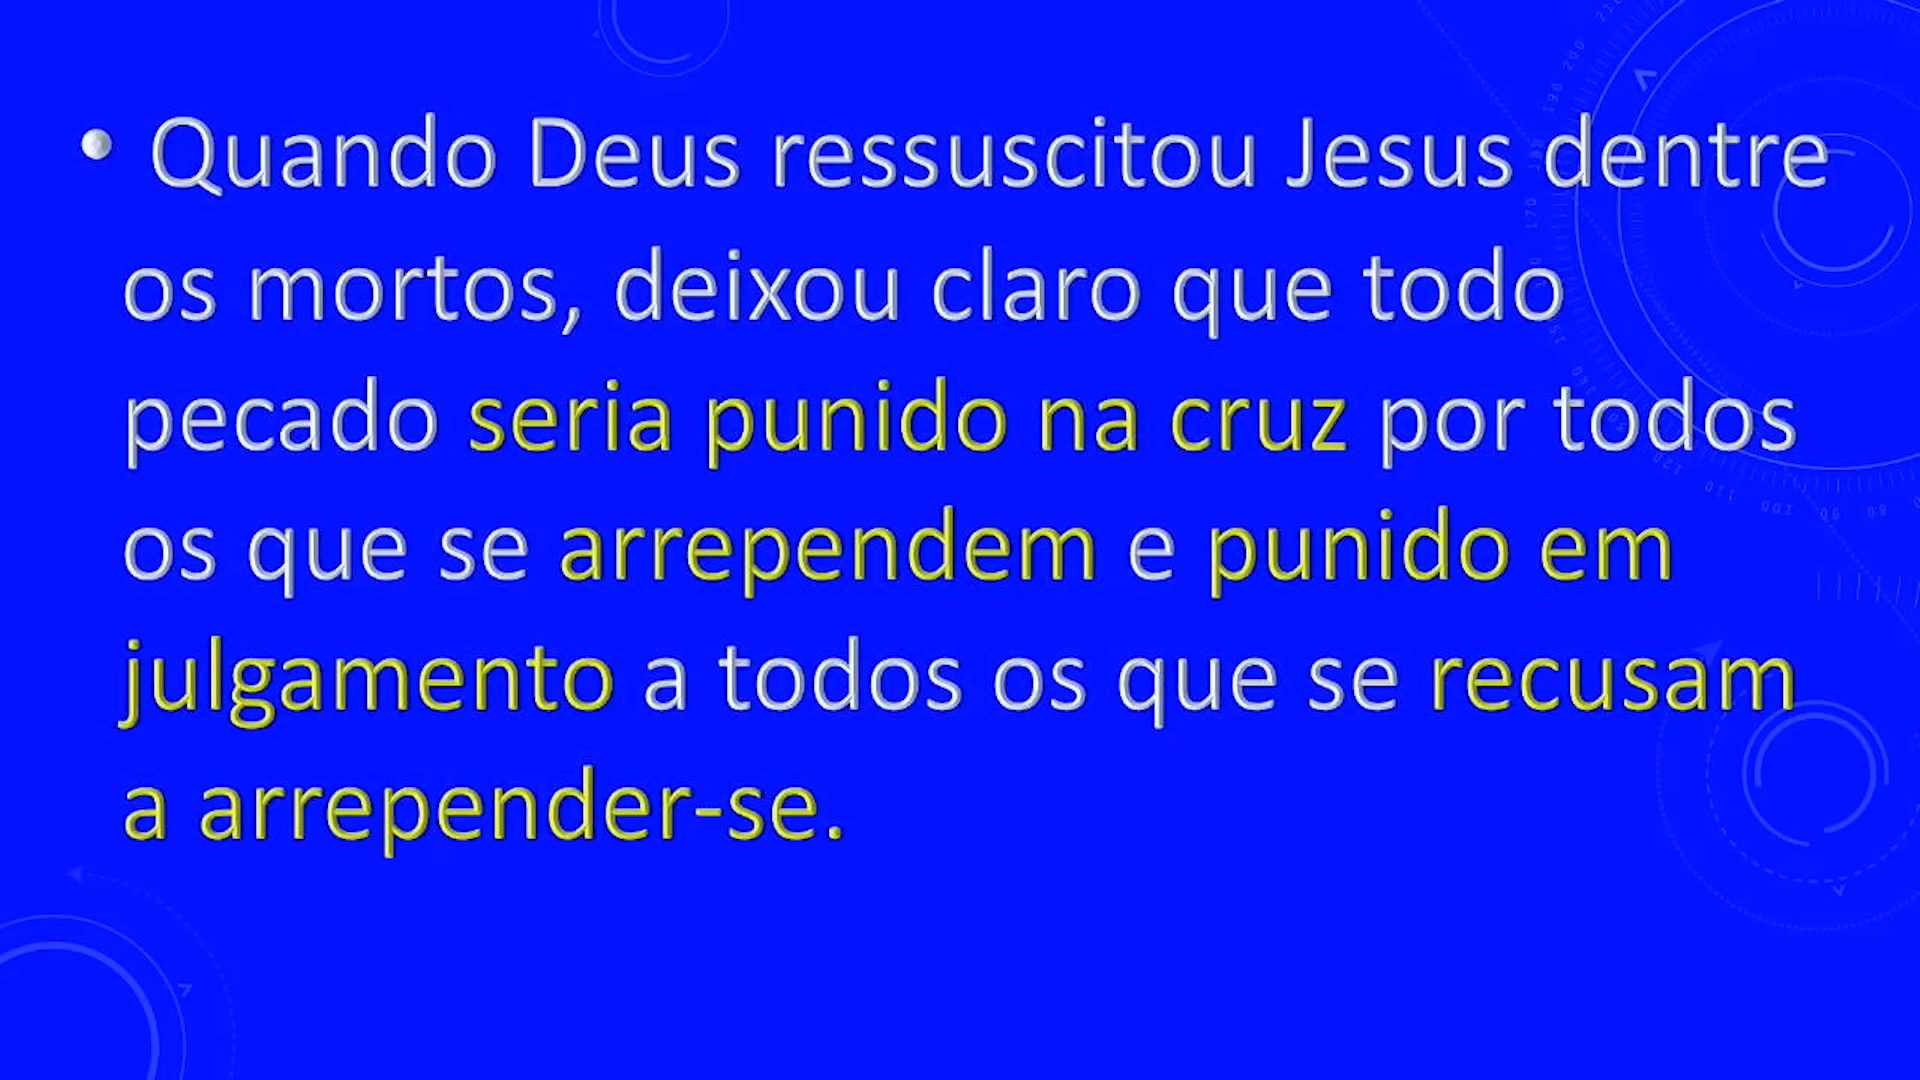 • Quando Deus ressuscitou Jesus dentre
os mortos, deixou claro que todo
pecado seria punido na cruz por todos
os que se arrependem e punido em
julgamento a todos os que se recusam
a arrepender-se.